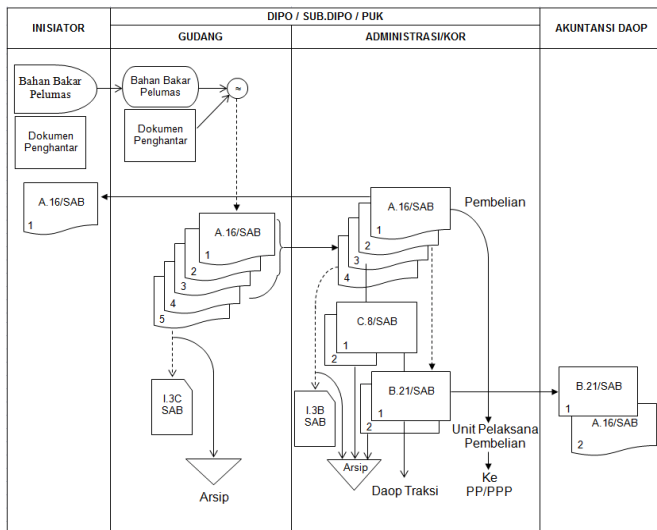 DIPO / SUB.DIPO / PUK
INISIATOR
GUDANG
ADMINISTRASI/KOR
AKUNTANSI DAOP
Bahan Bakar
Pelumas
Bahan Bakar
Pelumas
≈
Dokumen
Penghantar
Dokumen
Penghantar
A.16/SAB
1
A.16/SAB
1
2
3
4
5
A.16/SAB
1
2
3
4
Pembelian
C.8/SAB
1
2
I.3C
SAB
I.3B
SAB
B.21/SAB
1
2
B.21/SAB
1
A.16/SAB
2
Unit Pelaksana
Pembelian
Arsip
Arsip
Daop Traksi
Ke
PP/PPP